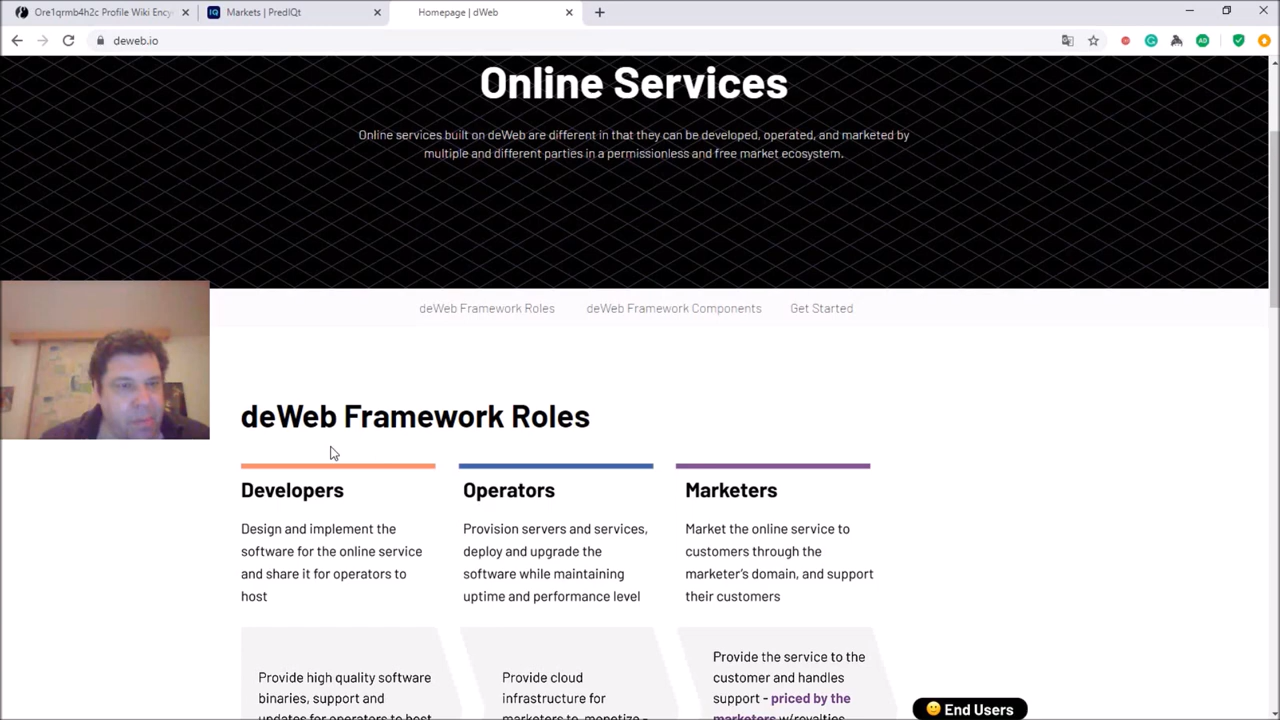 Ore1qrmb4h2c Profile Wiki Ency
Markets | PredIQt
Homepage | dWeb
deweb.io
Online Services
Online services built on deWeb are different in that they can be developed, operated, and marketed by
multiple and different parties in a permissionless and free market ecosystem.
deWeb Framework Roles
deWeb Framework Components
Get Started
deWeb Framework Roles
Developers
Design and implement the
software for the online service
and share it for operators to
host
Operators
Provision servers and services,
deploy and upgrade the
software while maintaining
uptime and performance level
Marketers
Market the online service to
customers through the
marketer's domain, and support
their customers
Provide high quality software
binaries, support and
updates for operators to host
Provide cloud
infrastructure for
marketers to monetize -
Provide the service to the
customer and handles
support - priced by the
marketers w/royalties
End Users